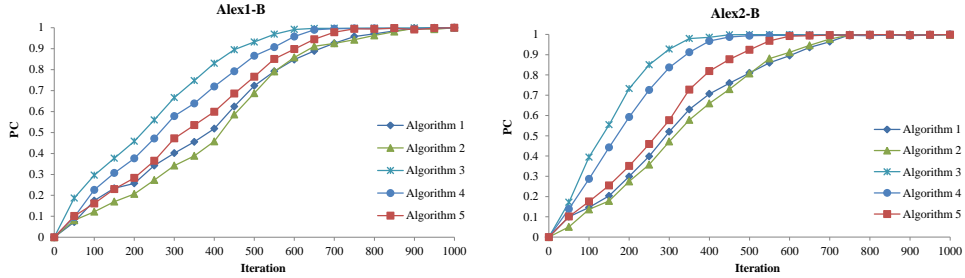 Alex1-B
PC
1
0.9
0.8
0.7
0.6
0.5
0.4
0.3
0.2
0.1
0
0 100 200 300 400 500 600 700 800 900 1000
Iteration
Algorithm 1
Algorithm 2
Algorithm 3
Algorithm 4
Algorithm 5
Alex2-B
PC
1
0.9
0.8
0.7
0.6
0.5
0.4
0.3
0.2
0.1
0
0 100 200 300 400 500 600 700 800 900 1000
Iteration
Algorithm 1
Algorithm 2
Algorithm 3
Algorithm 4
Algorithm 5